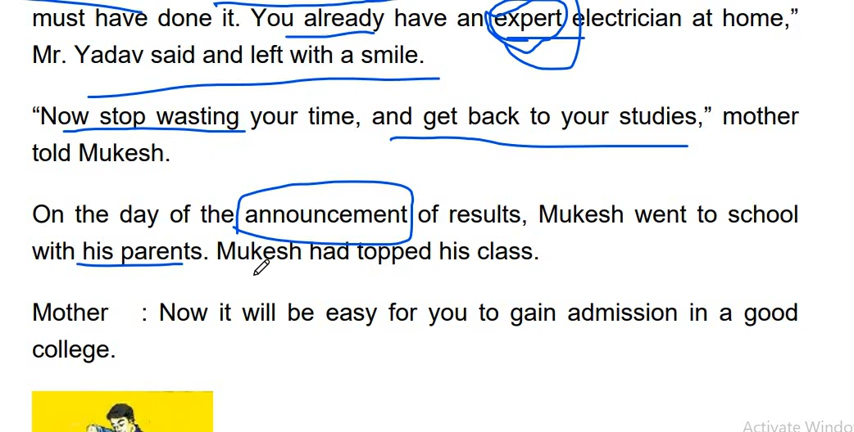 must have done it. You already have an expert electrician at home,”
Mr. Yadav said and left with a smile.
“Now stop wasting your time, and get back to your studies,” mother
told Mukesh.
On the day of the announcement of results, Mukesh went to school
with his parents. Mukesh had topped his class.
Mother : Now it will be easy for you to gain admission in a good
college.
Activate Windo